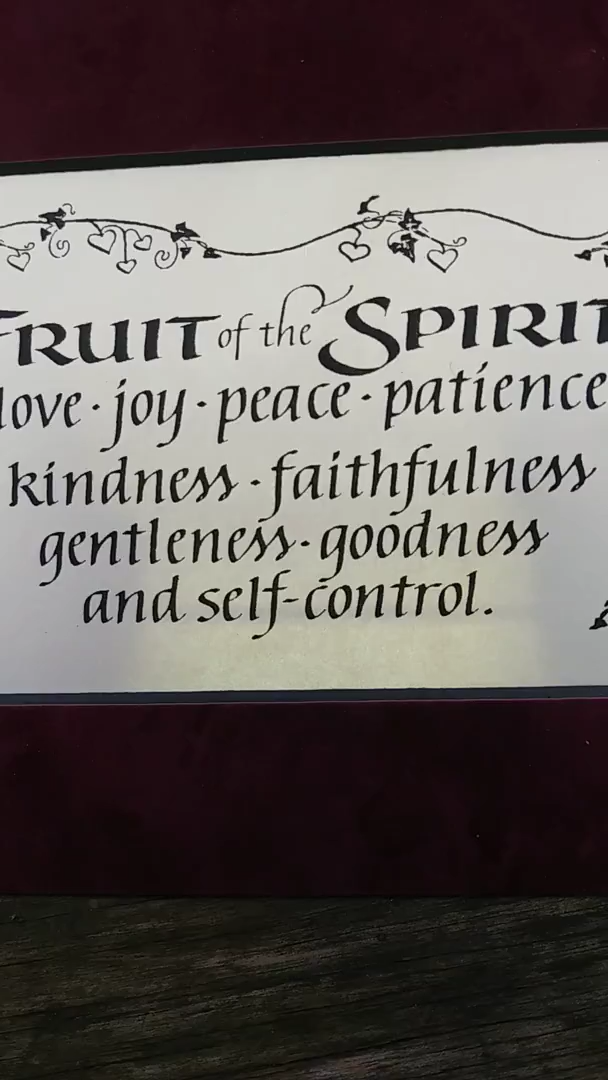 FRUIT of the SPIRIT
love · joy · peace · patience
kindness · faithfulness
gentleness · goodness
and self-control.